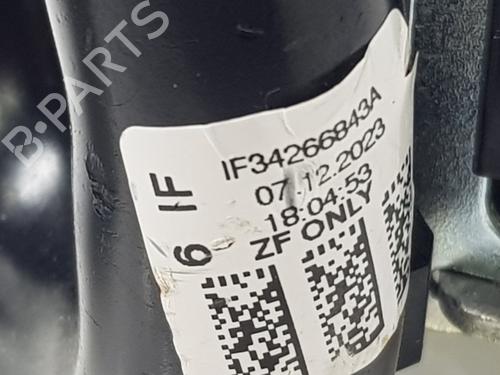 B-PARTS
IF34266843A
07.12.2023
18:04:53
ZF ONLY
6 IF